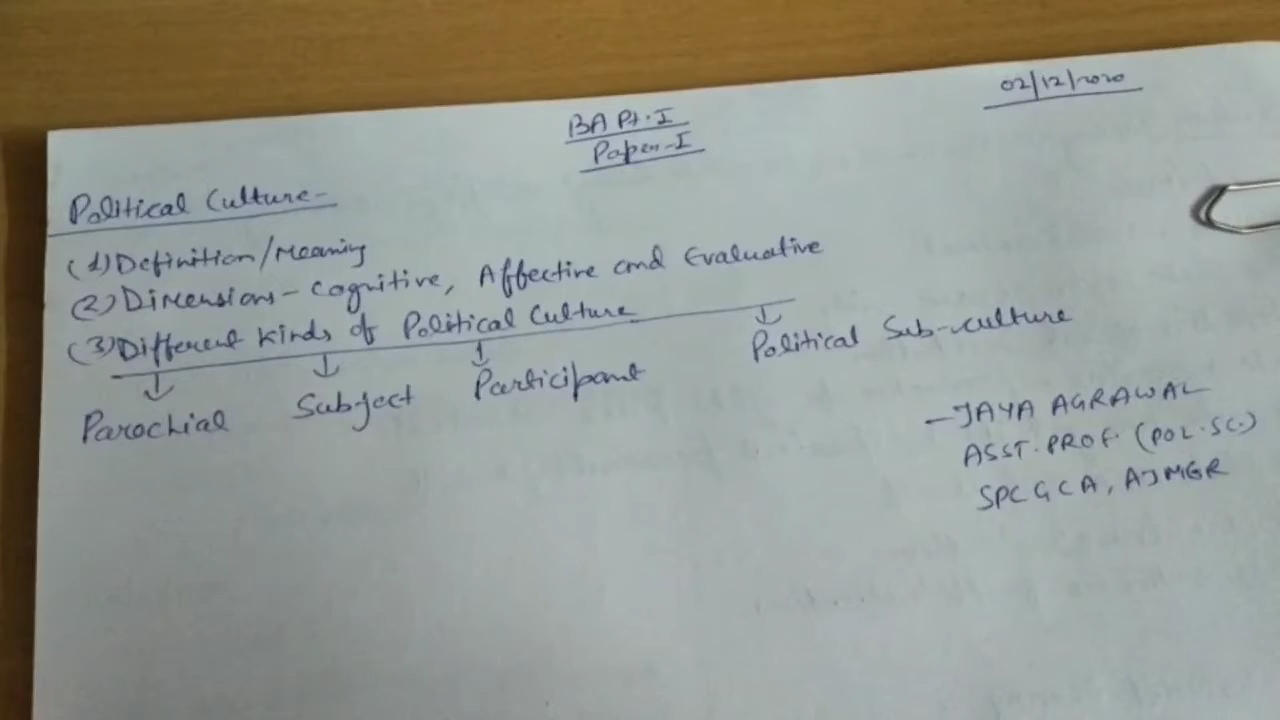 02/12/2020
BA Pt. I
Paper-I
Political Culture-
(1) Definition/Meaning
(2) Dimensions - Cognitive, Affective and Evaluative
(3) Different Kinds of Political Culture
Parochial Subject Participant Political Sub-culture
- JAYA AGRAWAL
ASST. PROF. (POL. SC.)
SPCGCA, AJMER